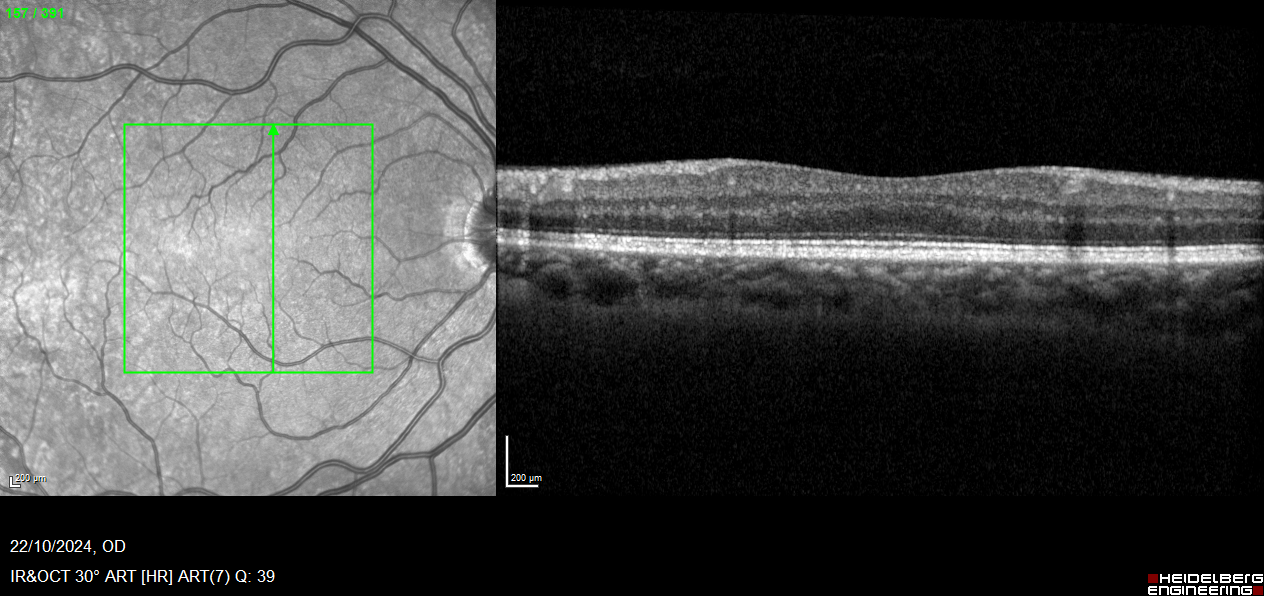 187 / 391
200 µm
200 µm
22/10/2024, OD
IR&OCT 30° ART [HR] ART(7) Q: 39
HEIDELBERG
ENGINEERING